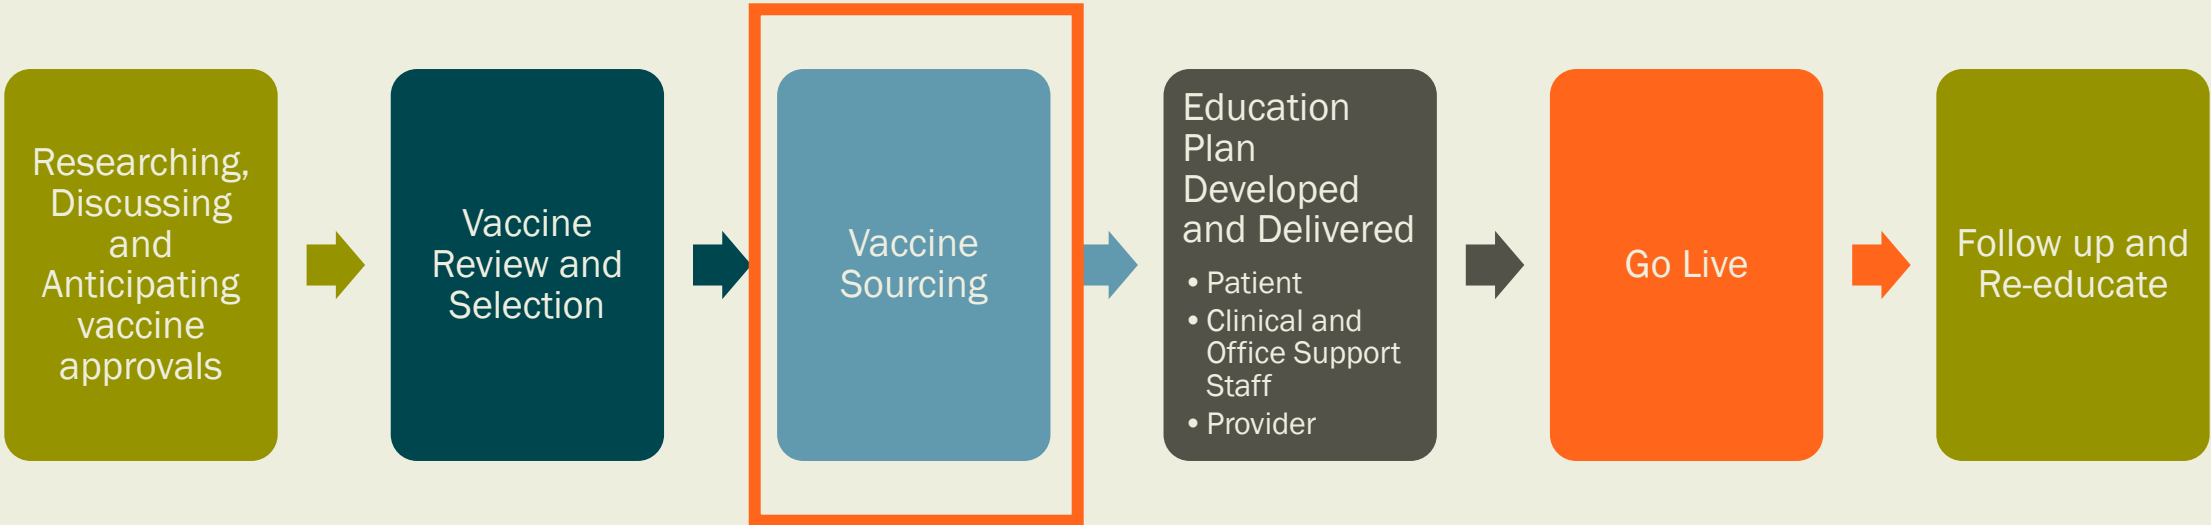 Researching,
Discussing
and
Anticipating
vaccine
approvals
Vaccine
Review and
Selection
Vaccine
Sourcing
Education
Plan
Developed
and Delivered
• Patient
• Clinical and
Office Support
Staff
• Provider
Go Live
Follow up and
Re-educate